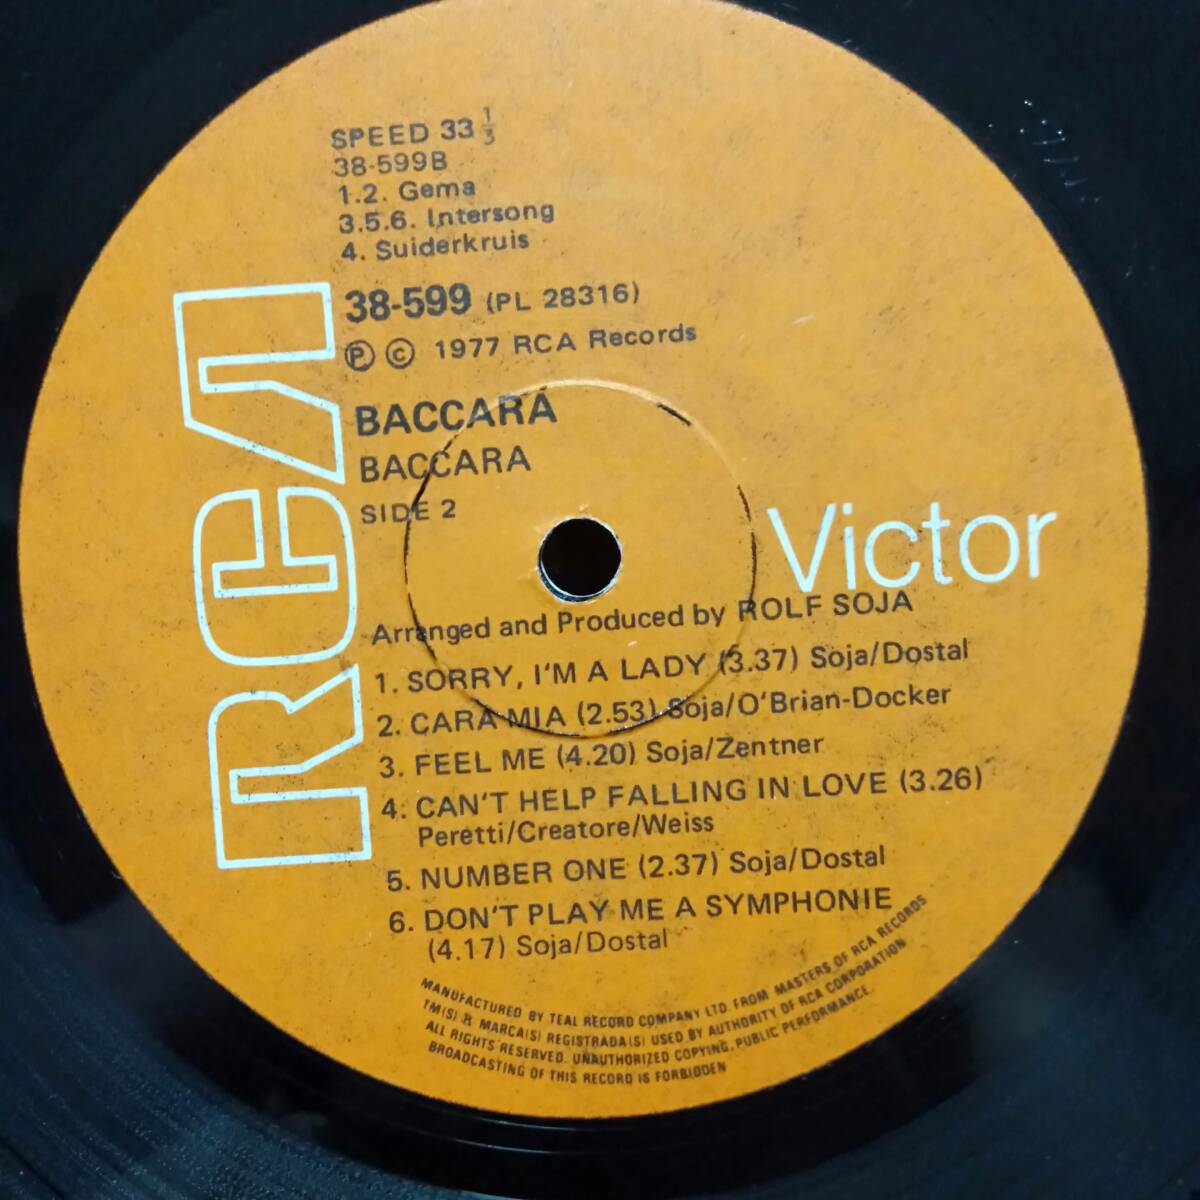 SPEED 33 1/3
38-599B
1.2. Gema
3.5.6. Intersong
4. Suiderkruis
38-599 (PL 28316)
Ⓟ © 1977 RCA Records
BACCARA
BACCARA
SIDE 2
RCA
Victor
Arranged and Produced by ROLF SOJA
1. SORRY, I'M A LADY (3.37) Soja/Dostal
2. CARA MIA (2.53) Soja/O'Brian-Docker
3. FEEL ME (4.20) Soja/Zentner
4. CAN'T HELP FALLING IN LOVE (3.26)
Peretti/Creatore/Weiss
5. NUMBER ONE (2.37) Soja/Dostal
6. DON'T PLAY ME A SYMPHONIE
(4.17) Soja/Dostal
MANUFACTURED BY TEAL RECORD COMPANY LTD. FROM MASTERS OF RCA RECORDS
TM(S) & MARCA(S) REGISTRADA(S) USED BY AUTHORITY OF RCA CORPORATION
ALL RIGHTS RESERVED. UNAUTHORIZED COPYING, PUBLIC PERFORMANCE,
BROADCASTING OF THIS RECORD IS FORBIDDEN